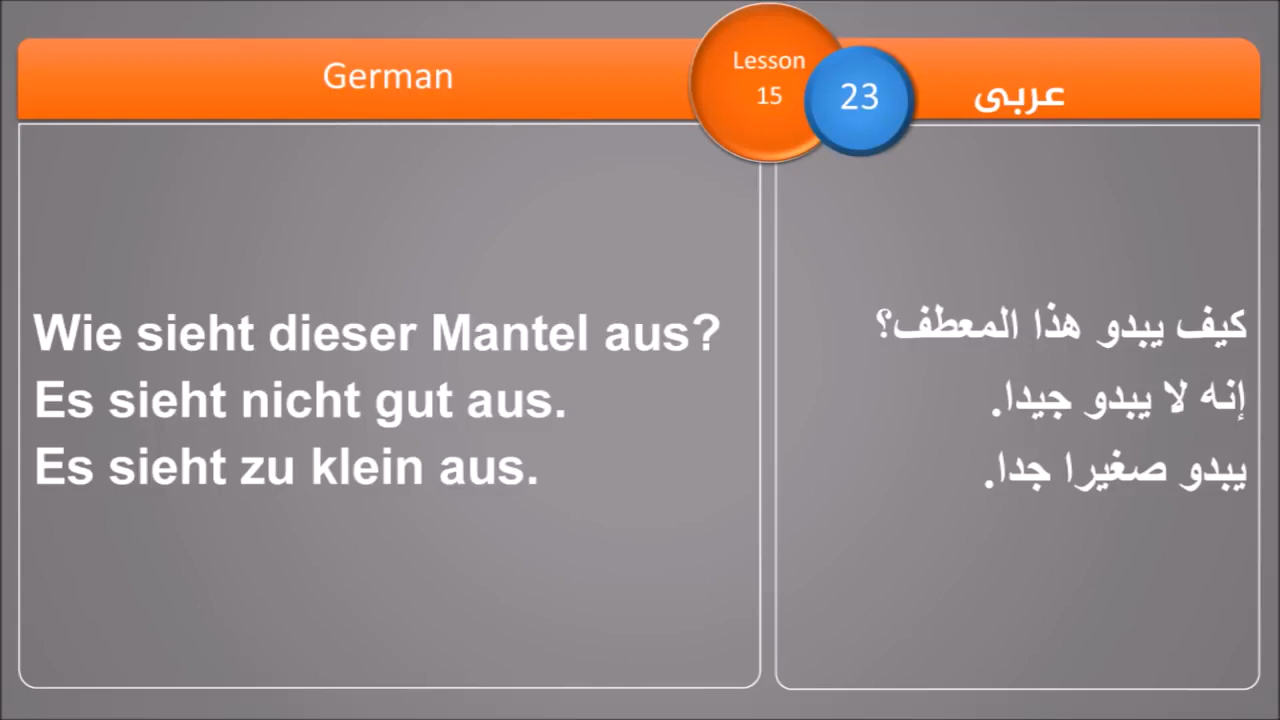 German
Lesson
15
23
عربى
Wie sieht dieser Mantel aus?
Es sieht nicht gut aus.
Es sieht zu klein aus.
كيف يبدو هذا المعطف؟
إنه لا يبدو جيدا.
يبدو صغيرا جدا.